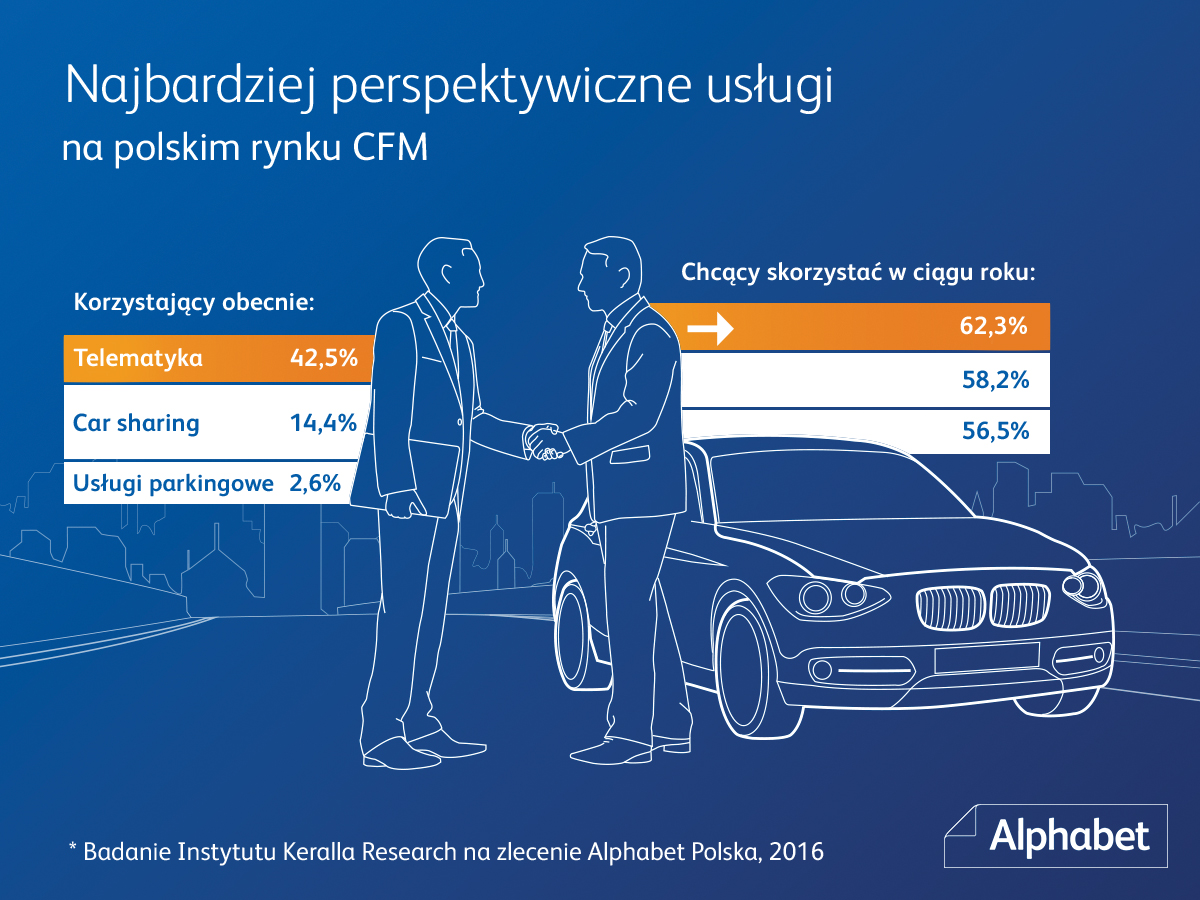 Najbardziej perspektywiczne usługi
na polskim rynku CFM
Korzystający obecnie:
Telematyka 42,5%
Car sharing 14,4%
Usługi parkingowe 2,6%
Chcący skorzystać w ciągu roku:
62,3%
58,2%
56,5%
* Badanie Instytutu Keralla Research na zlecenie Alphabet Polska, 2016
Alphabet